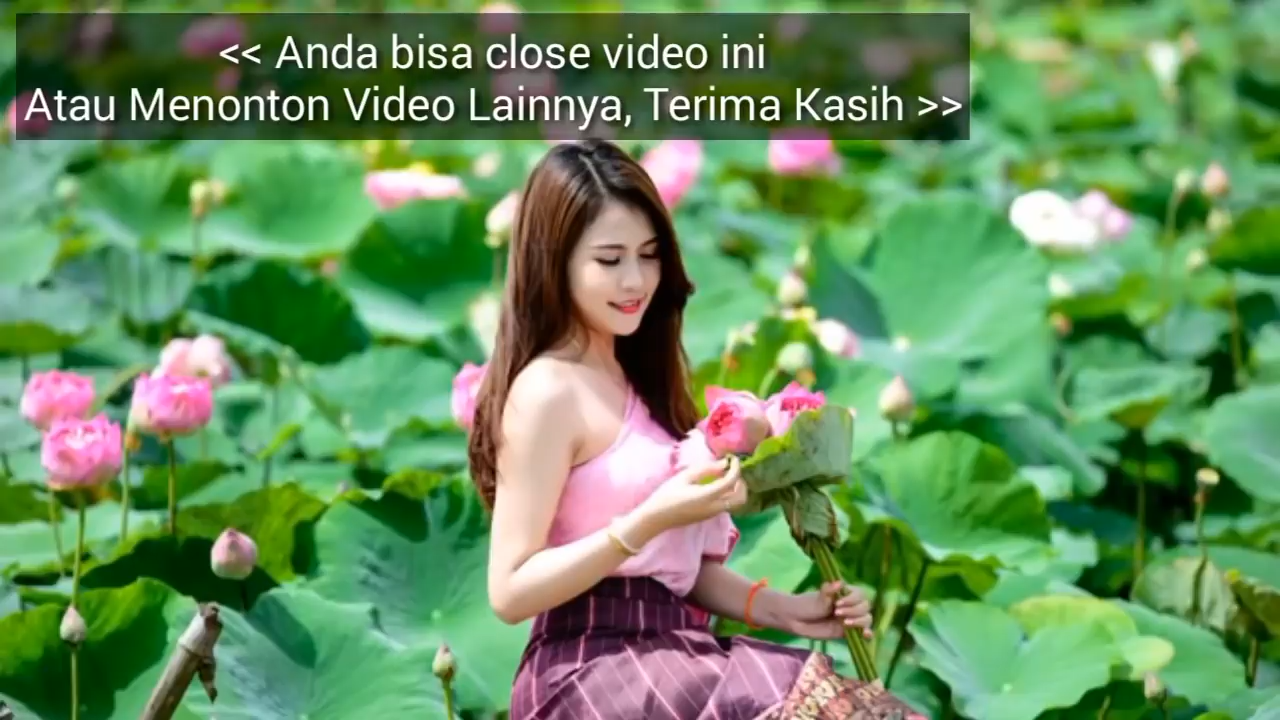 << Anda bisa close video ini
Atau Menonton Video Lainnya, Terima Kasih >>